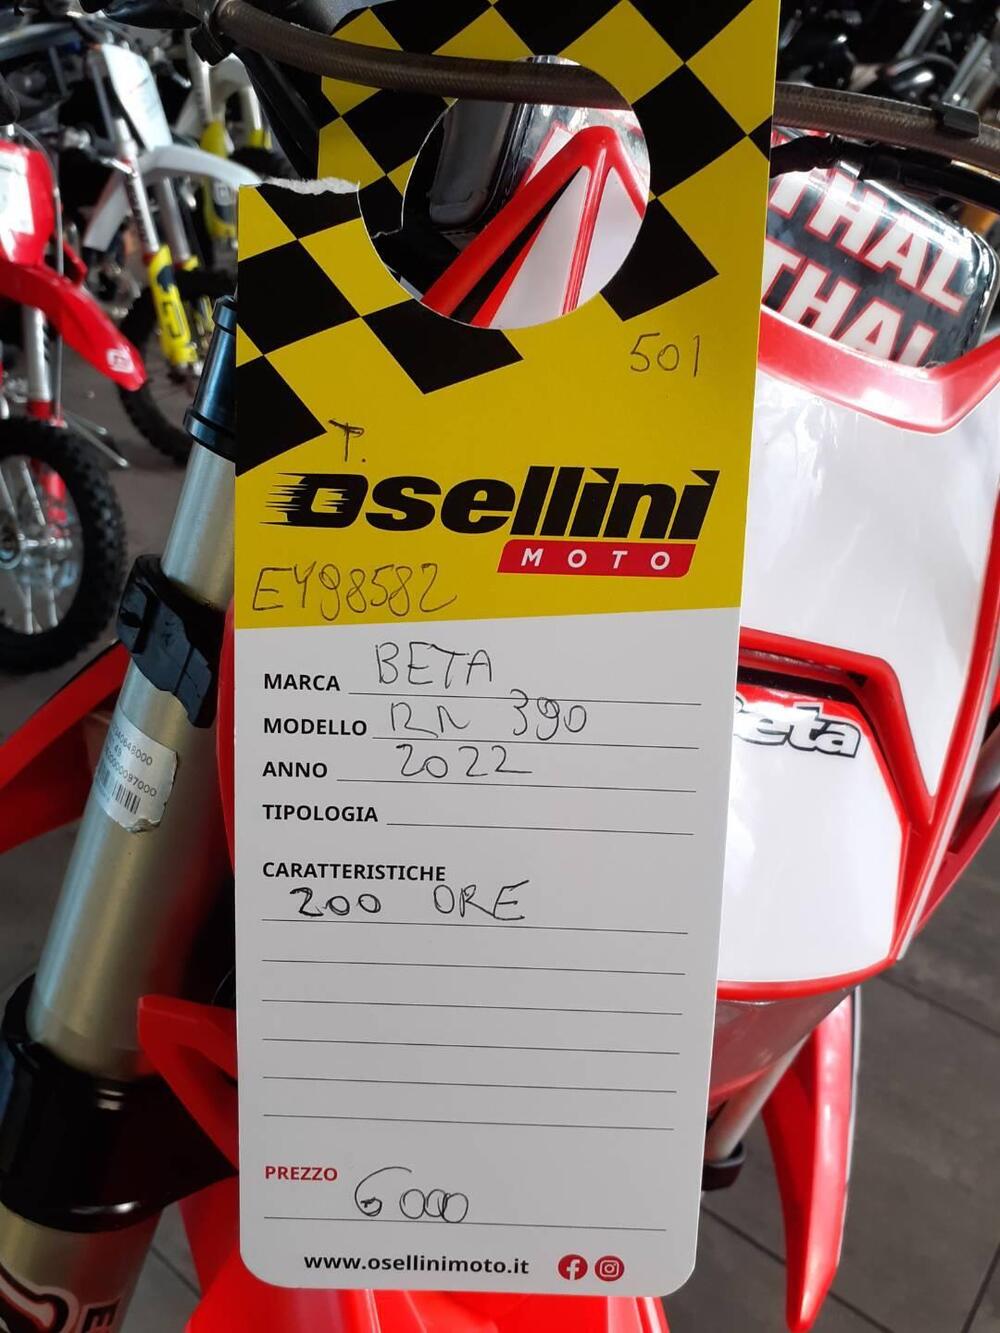 THAL
THAL
501
T.
Osellini
MOTO
EY98582
MARCA BETA
MODELLO RR 390
ANNO 2022
TIPOLOGIA
CARATTERISTICHE
200 ORE
PREZZO 6000
www.osellinimoto.it
Beta